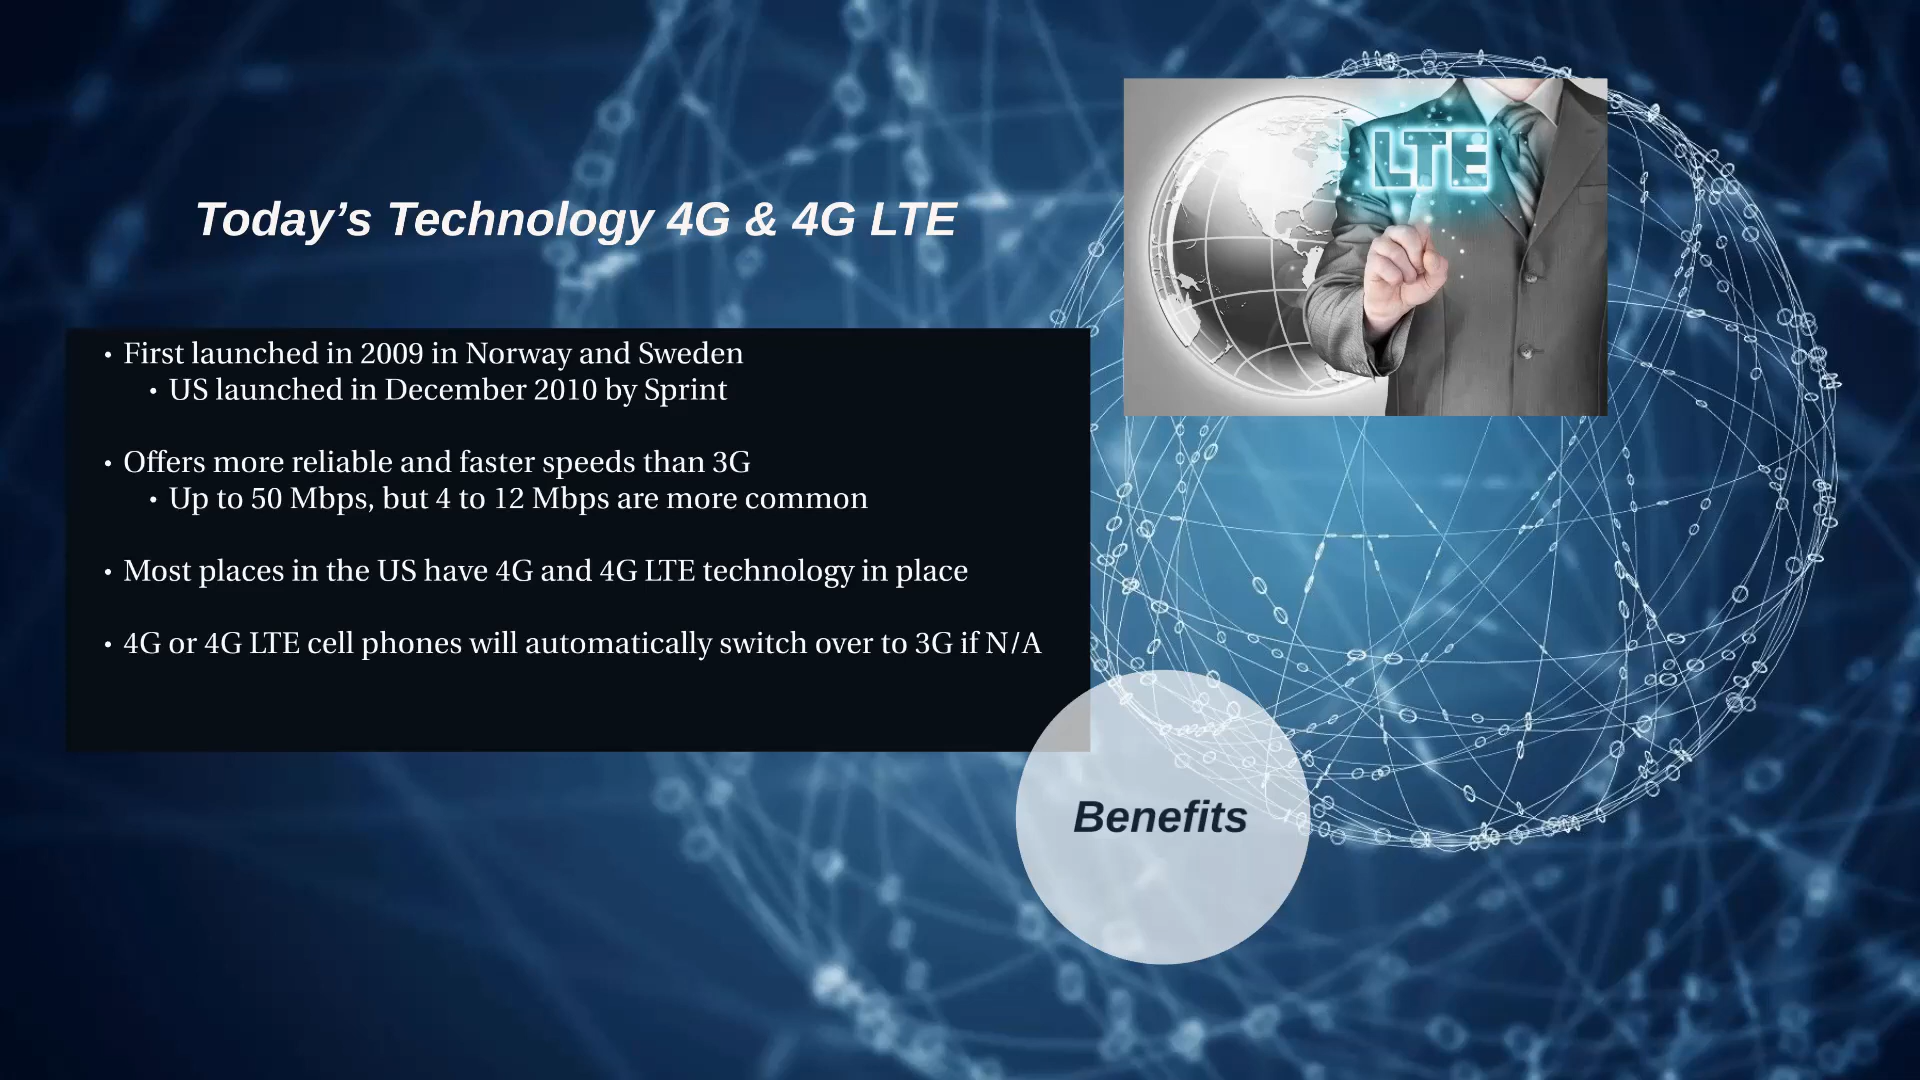 Today’s Technology 4G & 4G LTE
LTE
• First launched in 2009 in Norway and Sweden
• US launched in December 2010 by Sprint
• Offers more reliable and faster speeds than 3G
• Up to 50 Mbps, but 4 to 12 Mbps are more common
• Most places in the US have 4G and 4G LTE technology in place
• 4G or 4G LTE cell phones will automatically switch over to 3G if N/A
Benefits